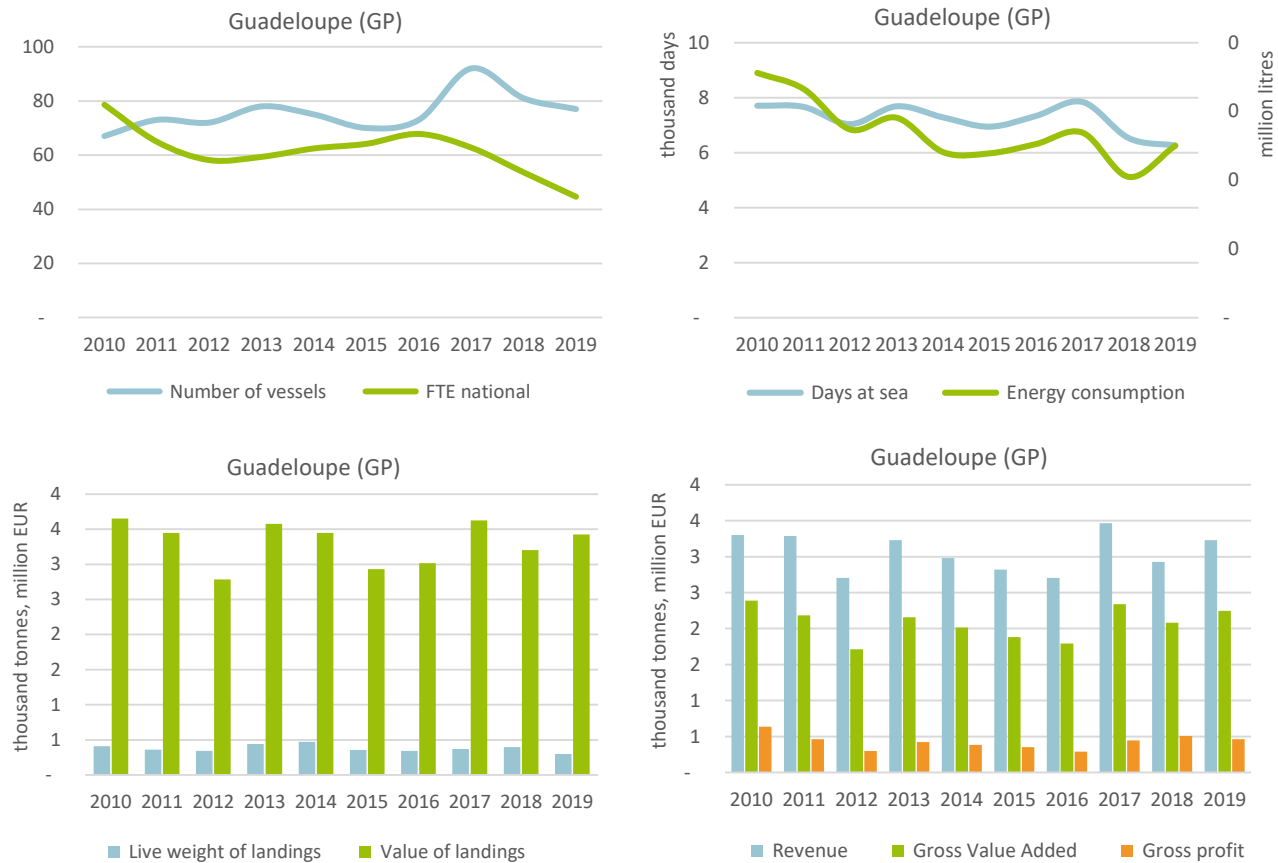 Guadeloupe (GP)
100
80
60
40
20
-
2010 2011 2012 2013 2014 2015 2016 2017 2018 2019
Number of vessels FTE national
Guadeloupe (GP)
thousand days
10
8
6
4
2
-
0
0
0
0
-
million litres
2010 2011 2012 2013 2014 2015 2016 2017 2018 2019
Days at sea Energy consumption
Guadeloupe (GP)
thousand tonnes, million EUR
4
4
3
3
2
2
1
1
-
2010 2011 2012 2013 2014 2015 2016 2017 2018 2019
Live weight of landings Value of landings
Guadeloupe (GP)
thousand tonnes, million EUR
4
4
3
3
2
2
1
1
-
2010 2011 2012 2013 2014 2015 2016 2017 2018 2019
Revenue Gross Value Added Gross profit